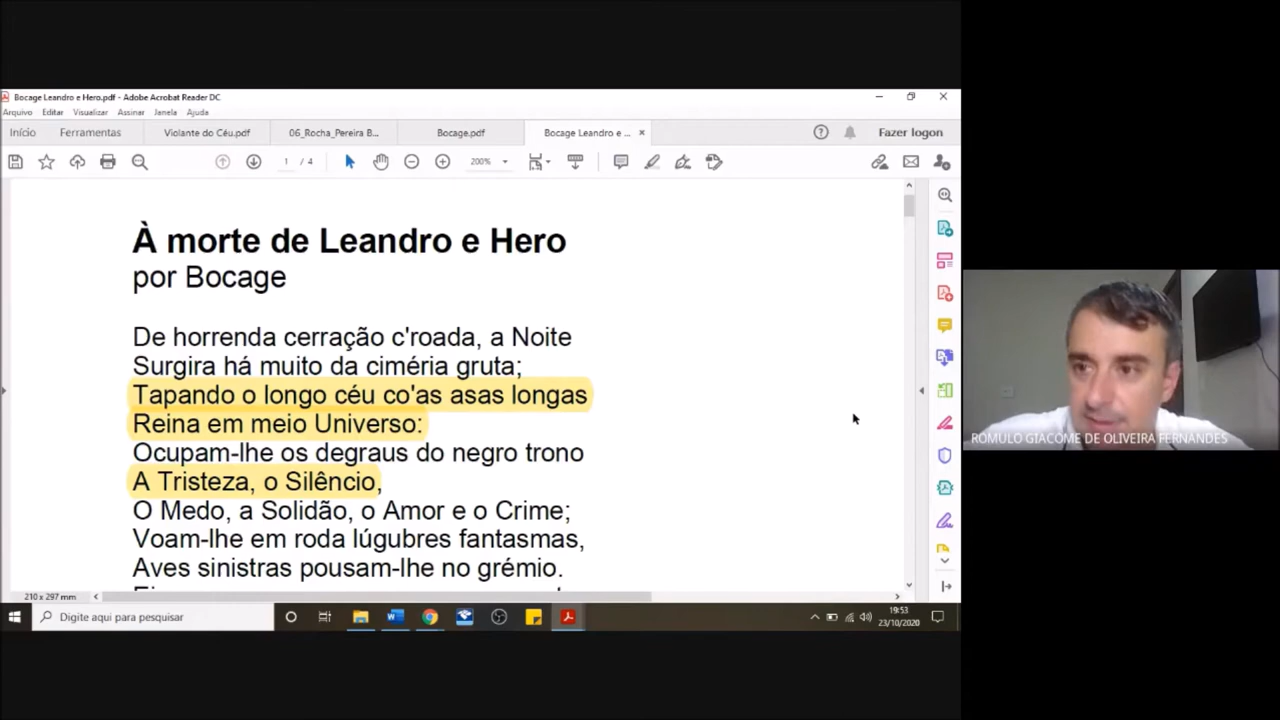 Bocage Leandro e Hero.pdf - Adobe Acrobat Reader DC
Arquivo Editar Visualizar Assinar Janela Ajuda
Início Ferramentas Violante do Céu.pdf 06_Rocha_Pereira B... Bocage.pdf Bocage Leandro e ... Fazer logon
1 / 4 200%
À morte de Leandro e Hero
por Bocage
De horrenda cerração c'roada, a Noite
Surgira há muito da ciméria gruta;
Tapando o longo céu co'as asas longas
Reina em meio Universo:
Ocupam-lhe os degraus do negro trono
A Tristeza, o Silêncio,
O Medo, a Solidão, o Amor e o Crime;
Voam-lhe em roda lúgubres fantasmas,
Aves sinistras pousam-lhe no grémio.
210 x 297 mm
Digite aqui para pesquisar
19:53
23/10/2020
ROMULO GIACOME DE OLIVEIRA FERNANDES